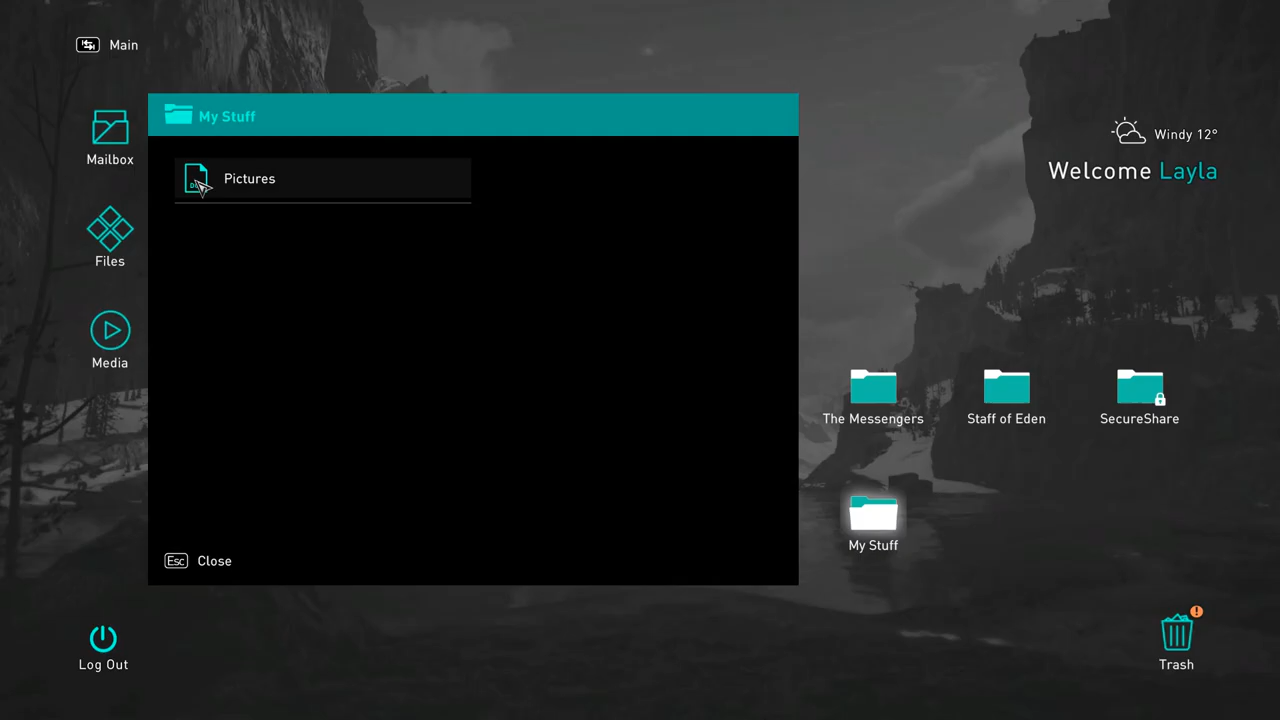 Main
Mailbox
Files
Media
Log Out
My Stuff
Pictures
Esc Close
Windy 12°
Welcome Layla
The Messengers
Staff of Eden
SecureShare
My Stuff
Trash